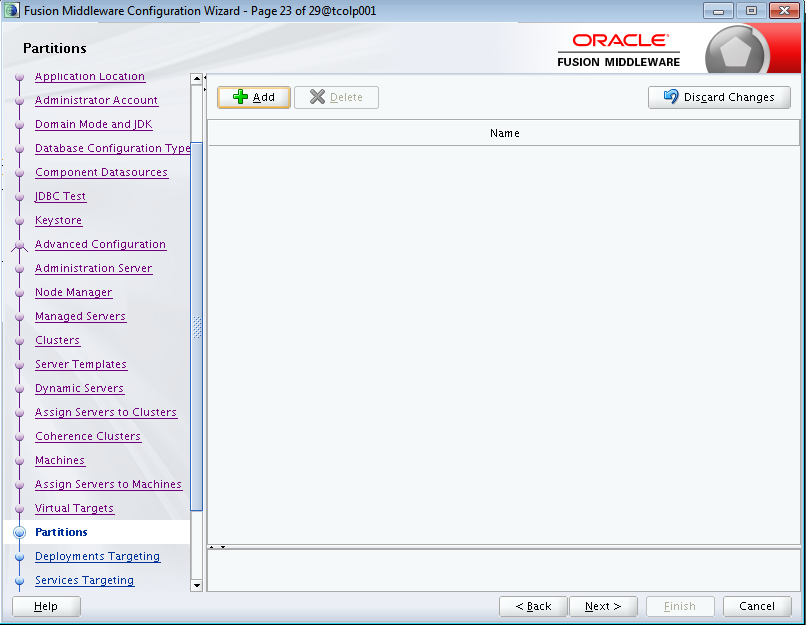 Fusion Middleware Configuration Wizard - Page 23 of 29@tcolp001
Partitions
ORACLE
FUSION MIDDLEWARE
Application Location
Administrator Account
Domain Mode and JDK
Database Configuration Type
Component Datasources
JDBC Test
Keystore
Advanced Configuration
Administration Server
Node Manager
Managed Servers
Clusters
Server Templates
Dynamic Servers
Assign Servers to Clusters
Coherence Clusters
Machines
Assign Servers to Machines
Virtual Targets
Partitions
Deployments Targeting
Services Targeting
Add
Delete
Discard Changes
Name
Help
< Back
Next >
Finish
Cancel